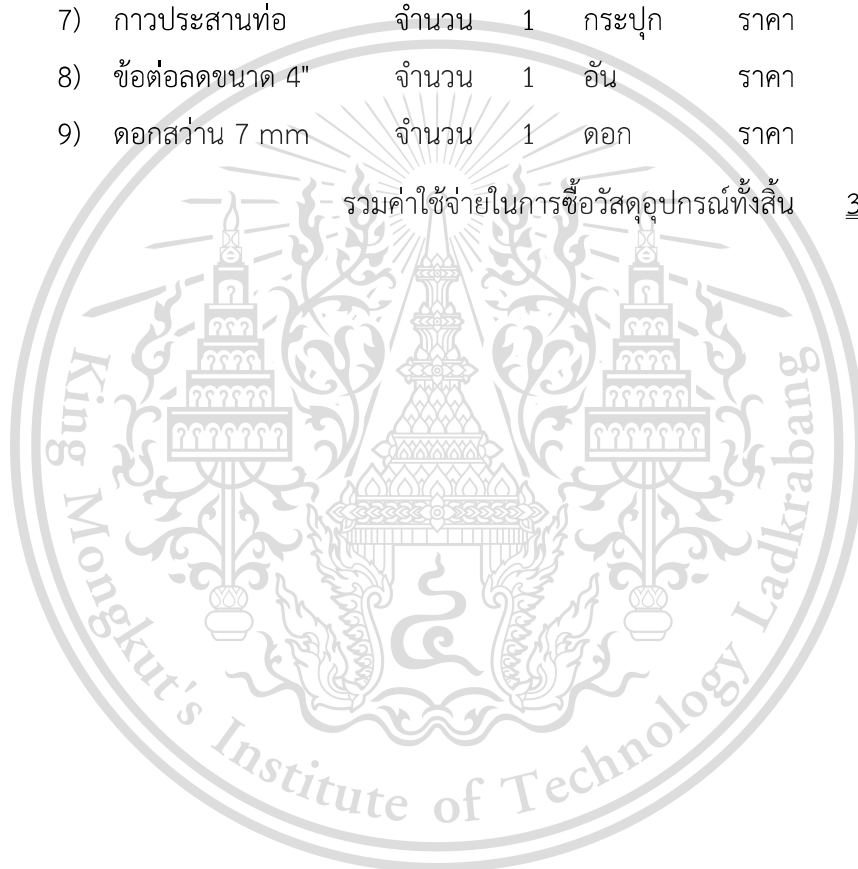 7) กาวประสานท่อ จำนวน 1 กระปุก ราคา
8) ข้อต่อลดขนาด 4" จำนวน 1 อัน ราคา
9) ดอกสว่าน 7 mm จำนวน 1 ดอก ราคา
รวมค่าใช้จ่ายในการซื้อวัสดุอุปกรณ์ทั้งสิ้น 3
King Mongkut's Institute of Technology Ladkrabang